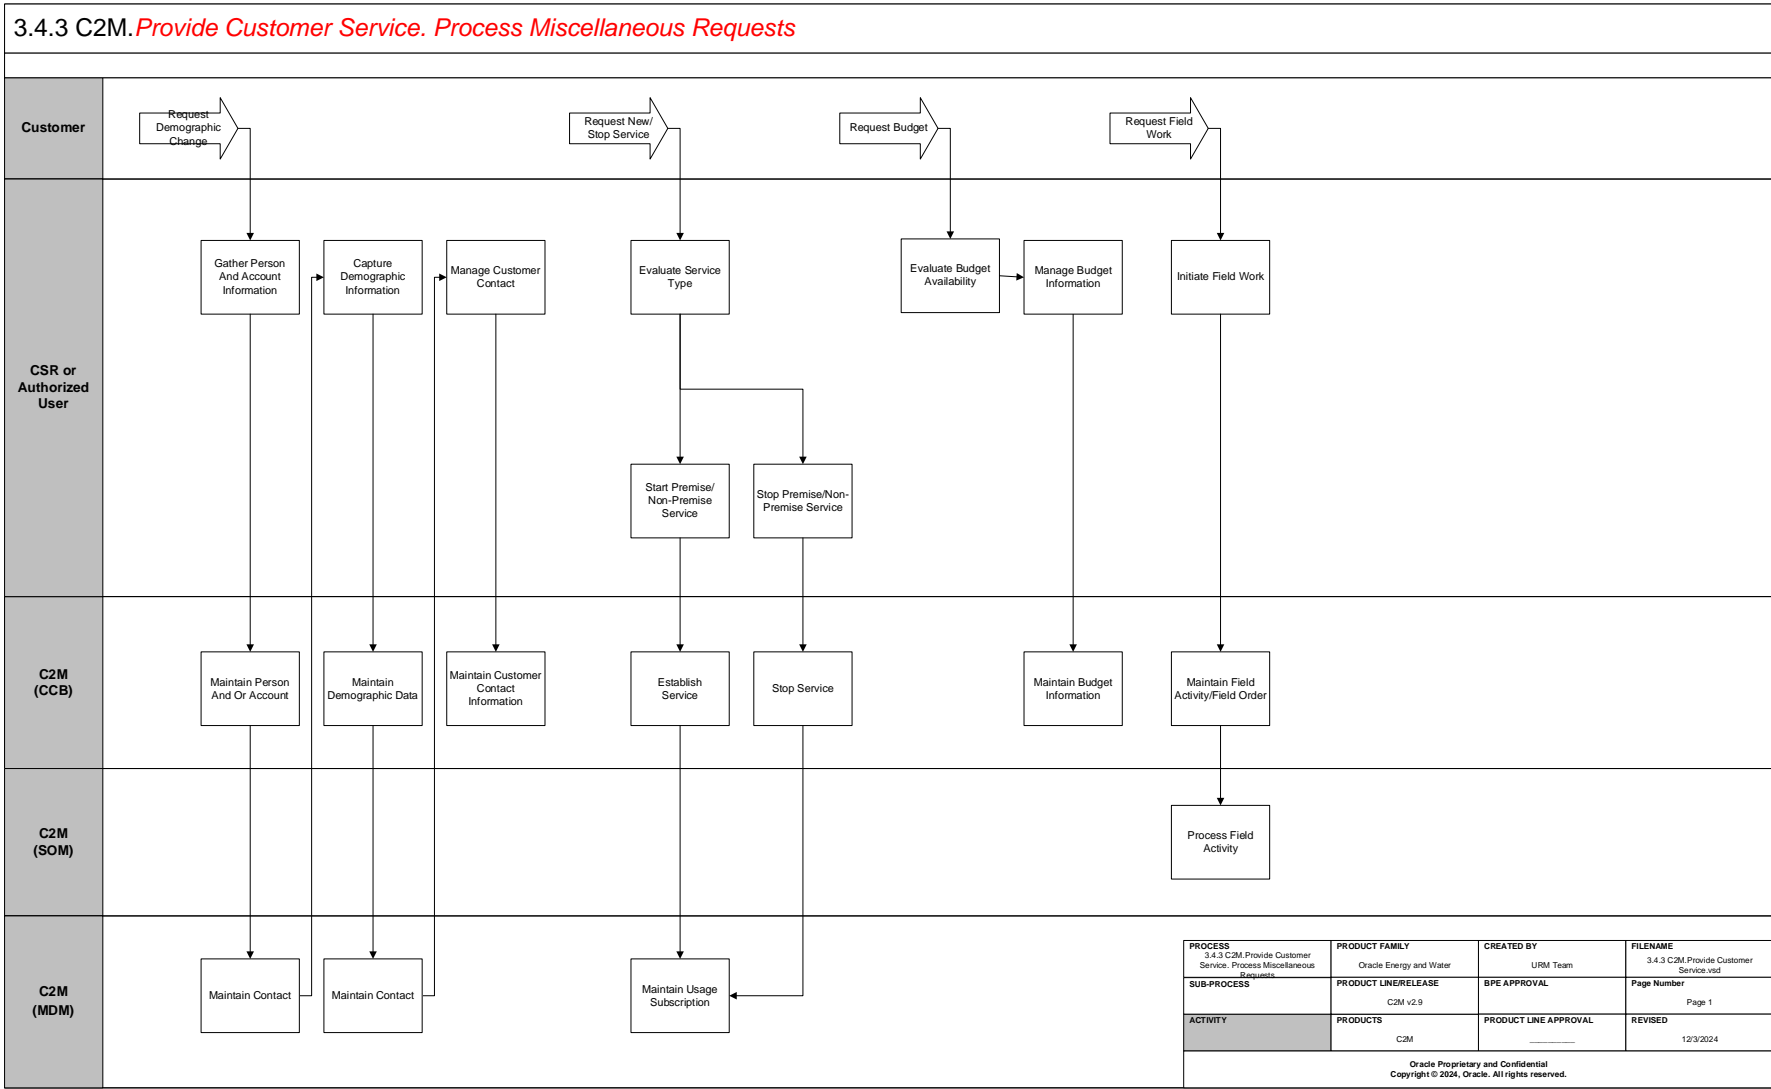 3.4.3 C2M.Provide Customer Service. Process Miscellaneous Requests
Customer
Request
Demographic
Change
Request New/
Stop Service
Request Budget
Request Field
Work
CSR or
Authorized
User
Gather Person
And Account
Information
Capture
Demographic
Information
Manage Customer
Contact
Evaluate Service
Type
Evaluate Budget
Availability
Manage Budget
Information
Initiate Field Work
Start Premise/
Non-Premise
Service
Stop Premise/Non-
Premise Service
C2M
(CCB)
Maintain Person
And Or Account
Maintain
Demographic Data
Maintain Customer
Contact
Information
Establish
Service
Stop Service
Maintain Budget
Information
Maintain Field
Activity/Field Order
C2M
(SOM)
Process Field
Activity
C2M
(MDM)
Maintain Contact
Maintain Contact
Maintain Usage
Subscription
PROCESS
3.4.3 C2M.Provide Customer
Service. Process Miscellaneous
Requests
PRODUCT FAMILY
Oracle Energy and Water
CREATED BY
URM Team
FILENAME
3.4.3 C2M.Provide Customer
Service.vsd
SUB-PROCESS
PRODUCT LINE/RELEASE
C2M v2.9
BPE APPROVAL
Page Number
Page 1
ACTIVITY
PRODUCTS
C2M
PRODUCT LINE APPROVAL
___________
REVISED
12/3/2024
Oracle Proprietary and Confidential
Copyright © 2024, Oracle. All rights reserved.